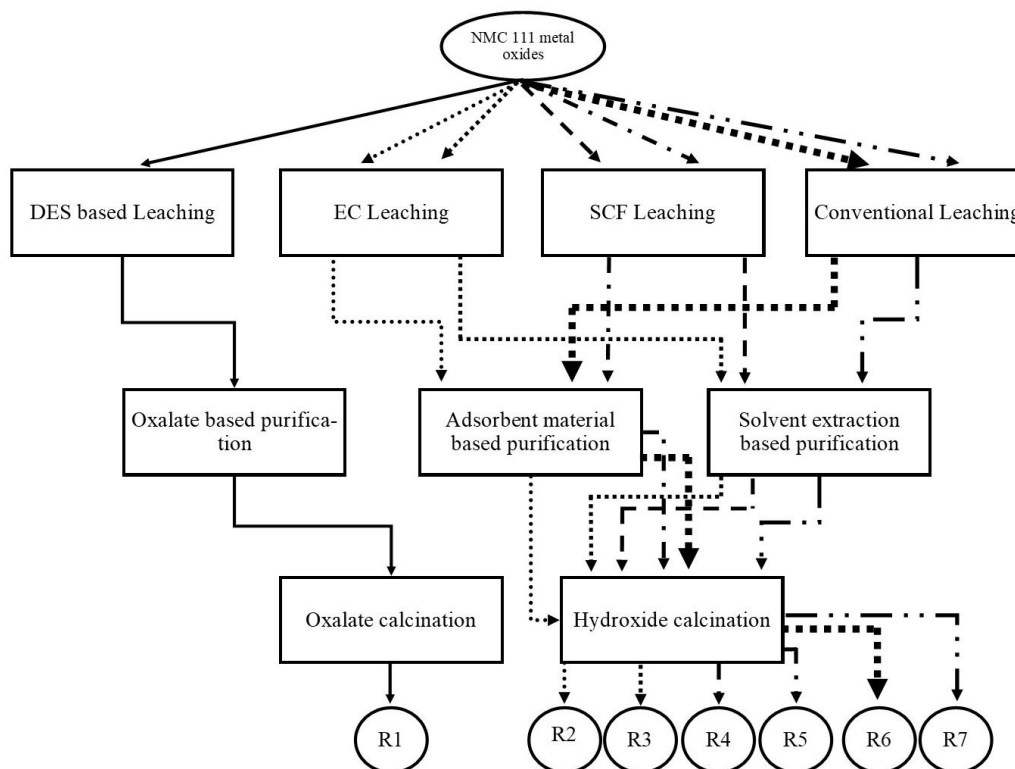 NMC 111 metal
oxides
DES based Leaching
EC Leaching
SCF Leaching
Conventional Leaching
Oxalate based purifica-
tion
Adsorbent material
based purification
Solvent extraction
based purification
Oxalate calcination
Hydroxide calcination
R1
R2
R3
R4
R5
R6
R7